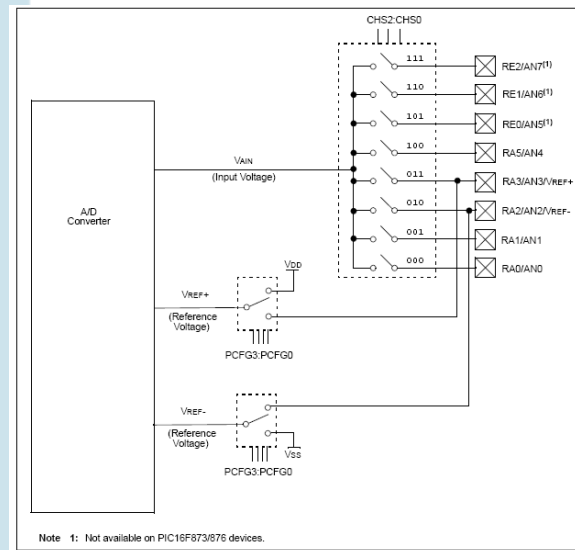 CHS2:CHS0
111
RE2/AN7(1)
110
RE1/AN6(1)
101
RE0/AN5(1)
100
RA5/AN4
VAIN
(Input Voltage)
011
RA3/AN3/VREF+
010
RA2/AN2/VREF-
A/D
Converter
001
RA1/AN1
000
RA0/AN0
VDD
VREF+
(Reference
Voltage)
PCFG3:PCFG0
VREF-
(Reference
Voltage)
VSS
PCFG3:PCFG0
Note 1: Not available on PIC16F873/876 devices.